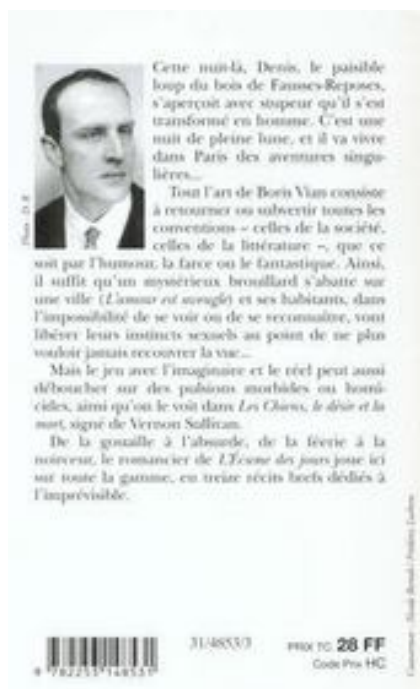 Cette nuit-là, Denis, le paisible
loup du bois de Fausses-Reposes,
s'aperçoit avec stupeur qu'il s'est
transformé en homme. C'est une
nuit de pleine lune, et il va vivre
dans Paris des aventures singu-
lières...
Tout l'art de Boris Vian consiste
à retourner ou subvertir toutes les
conventions – celles de la société,
celles de la littérature –, que ce
soit par l'humour, la farce ou le fantastique. Ainsi,
il suffit qu'un mystérieux brouillard s'abatte sur
une ville (L'amour est aveugle) et ses habitants, dans
l'impossibilité de se voir ou de se reconnaître, vont
libérer leurs instincts sexuels au point de ne plus
vouloir jamais recouvrer la vue...
Mais le jeu avec l'imaginaire et le réel peut aussi
déboucher sur des pulsions morbides ou homi-
cides, ainsi qu'on le voit dans Les Chiens, le désir et la
mort, signé de Vernon Sullivan.
De la gouaille à l'absurde, de la féerie à la
noirceur, le romancier de L'Écume des jours joue ici
sur toute la gamme, en treize récits brefs dédiés à
l'imprévisible.
31/4853/3
PRIX TC 28 FF
Code Prix HC
9 782253 148531